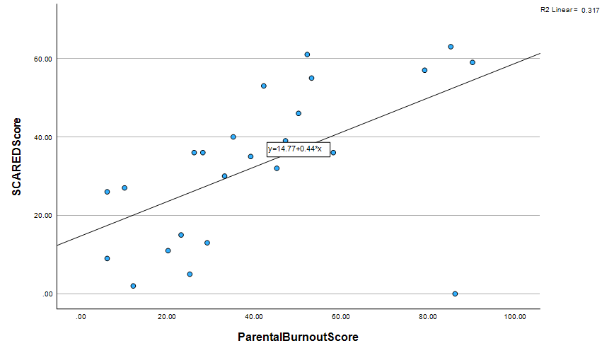 R2 Linear = 0.317
60.00
40.00
20.00
.00
SCAREDScore
y=14.77+0.44*x
.00 20.00 40.00 60.00 80.00 100.00
ParentalBurnoutScore